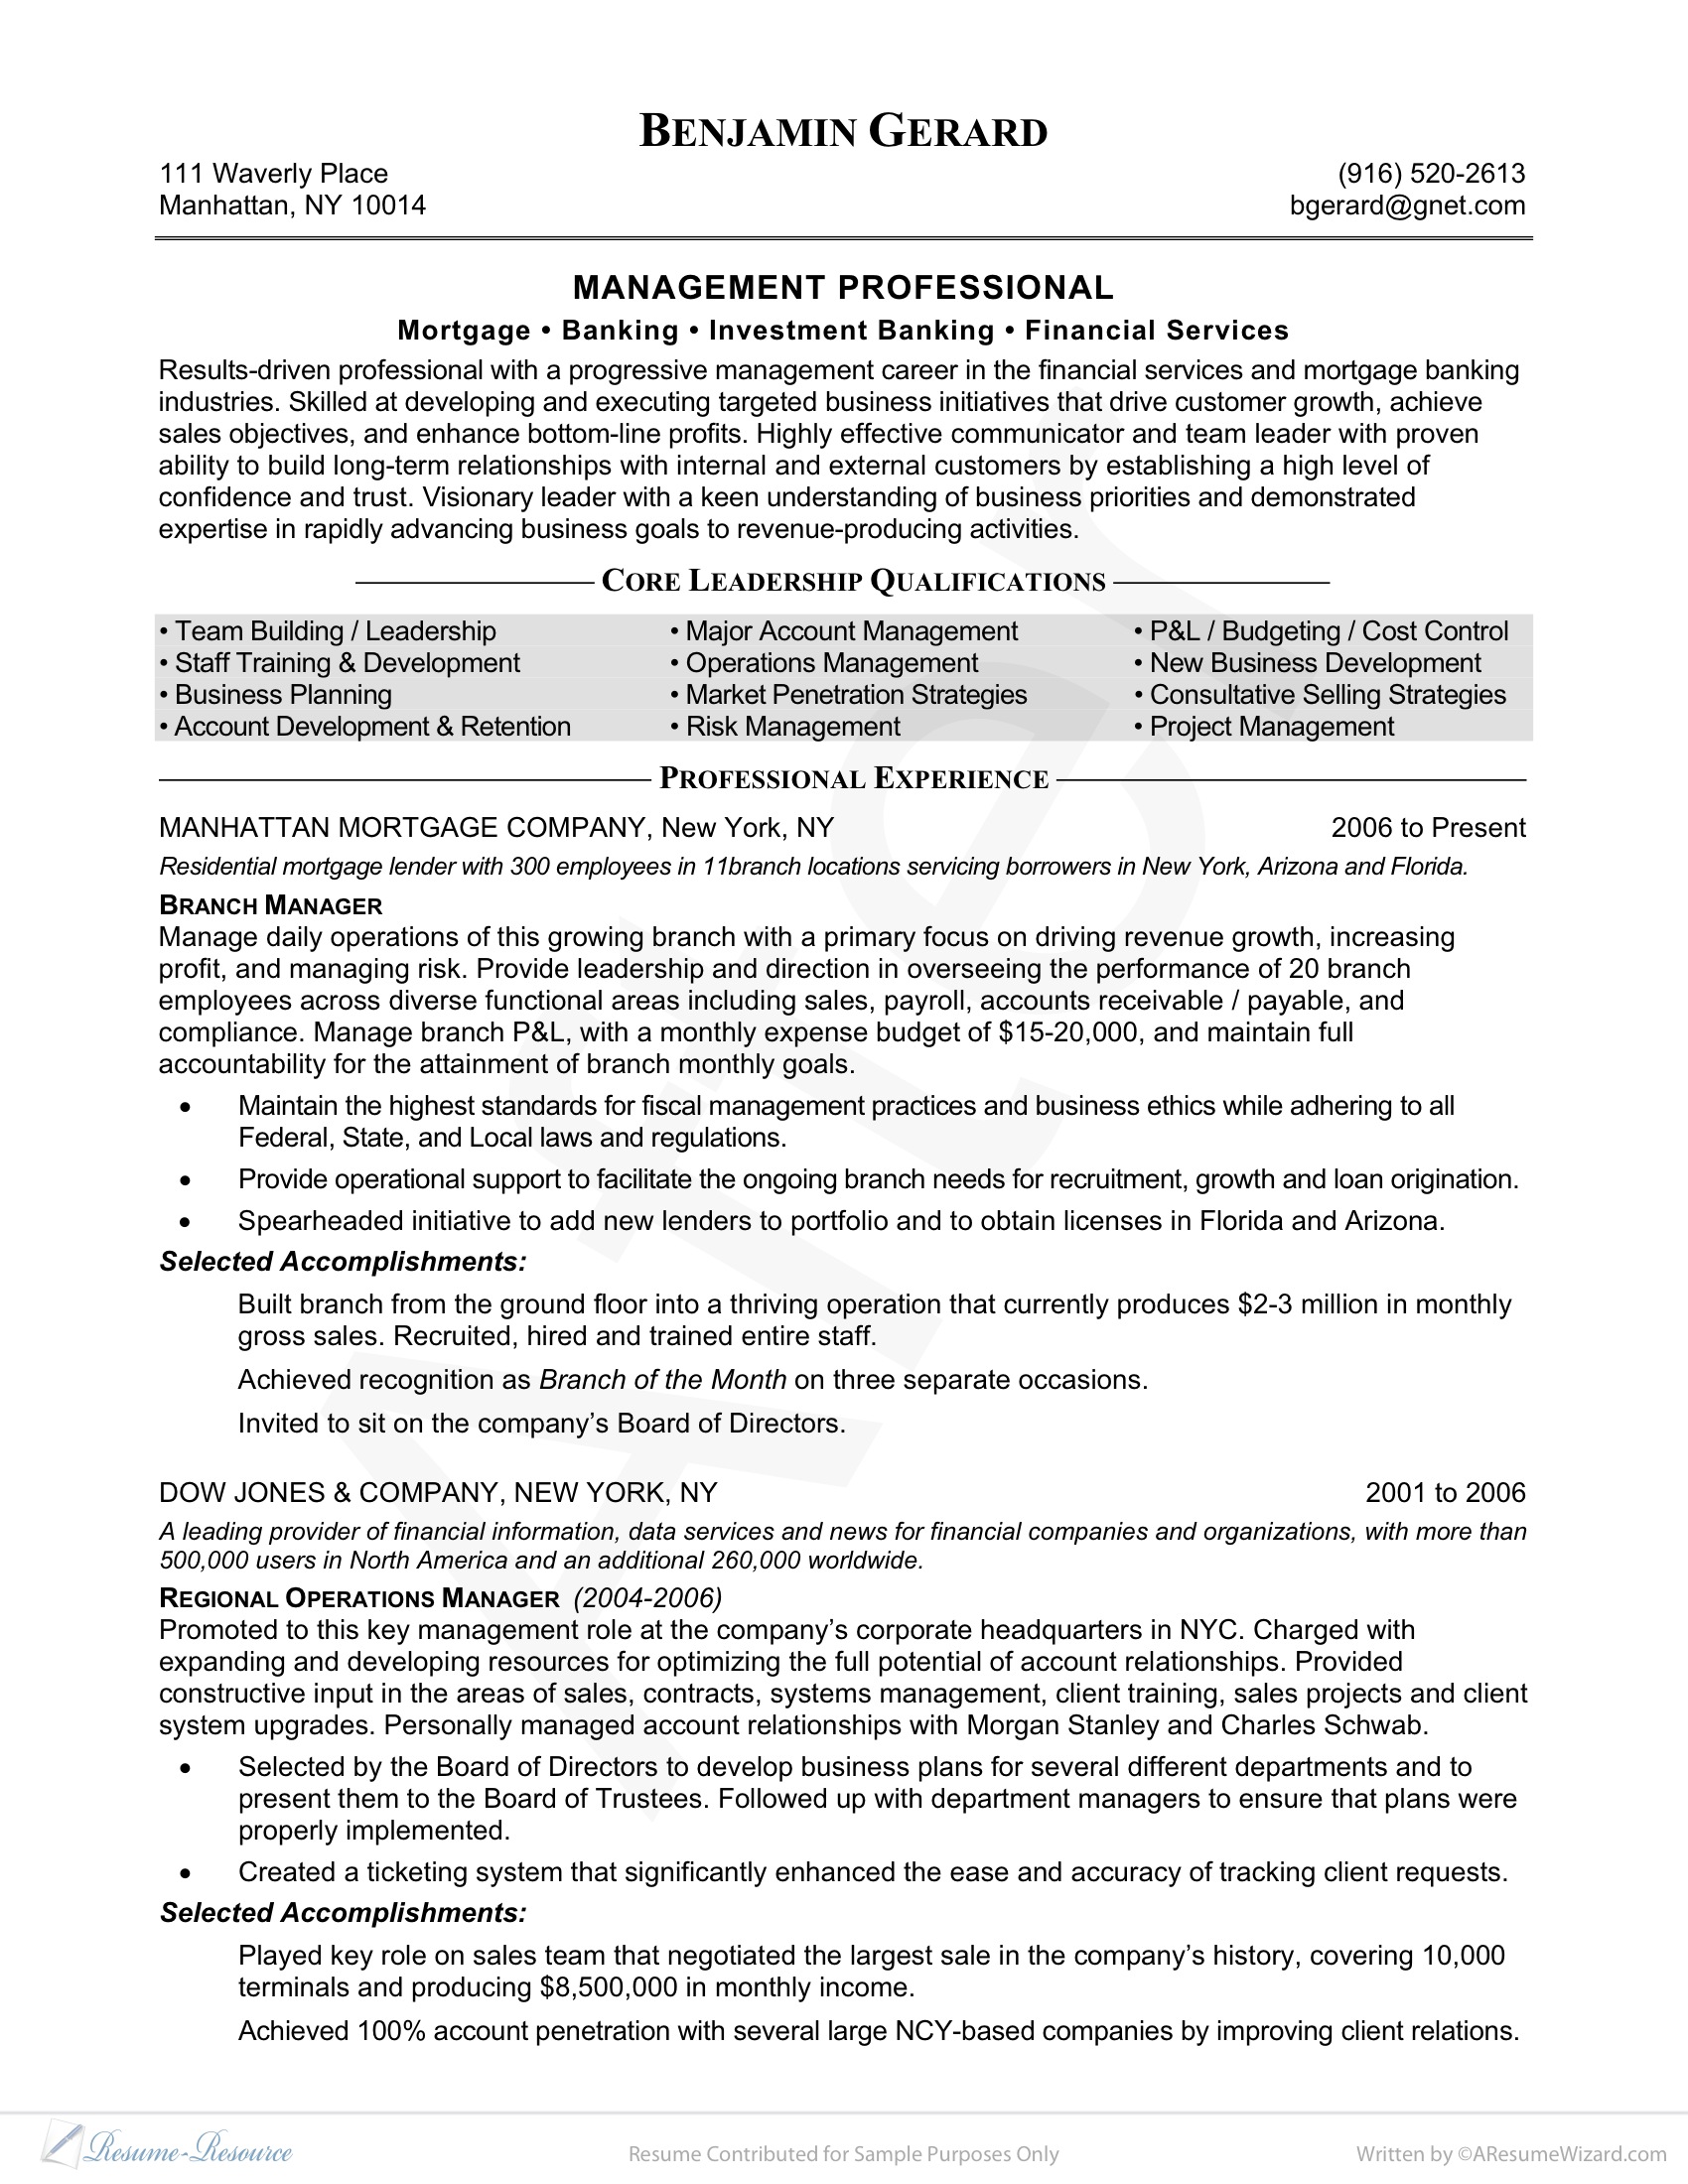 BENJAMIN GERARD
111 Waverly Place (916) 520-2613
Manhattan, NY 10014 bgerard@gnet.com
MANAGEMENT PROFESSIONAL
Mortgage • Banking • Investment Banking • Financial Services
Results-driven professional with a progressive management career in the financial services and mortgage banking
industries. Skilled at developing and executing targeted business initiatives that drive customer growth, achieve
sales objectives, and enhance bottom-line profits. Highly effective communicator and team leader with proven
ability to build long-term relationships with internal and external customers by establishing a high level of
confidence and trust. Visionary leader with a keen understanding of business priorities and demonstrated
expertise in rapidly advancing business goals to revenue-producing activities.
CORE LEADERSHIP QUALIFICATIONS
• Team Building / Leadership • Major Account Management • P&L / Budgeting / Cost Control
• Staff Training & Development • Operations Management • New Business Development
• Business Planning • Market Penetration Strategies • Consultative Selling Strategies
• Account Development & Retention • Risk Management • Project Management
PROFESSIONAL EXPERIENCE
MANHATTAN MORTGAGE COMPANY, New York, NY 2006 to Present
Residential mortgage lender with 300 employees in 11branch locations servicing borrowers in New York, Arizona and Florida.
BRANCH MANAGER
Manage daily operations of this growing branch with a primary focus on driving revenue growth, increasing
profit, and managing risk. Provide leadership and direction in overseeing the performance of 20 branch
employees across diverse functional areas including sales, payroll, accounts receivable / payable, and
compliance. Manage branch P&L, with a monthly expense budget of $15-20,000, and maintain full
accountability for the attainment of branch monthly goals.
• Maintain the highest standards for fiscal management practices and business ethics while adhering to all
Federal, State, and Local laws and regulations.
• Provide operational support to facilitate the ongoing branch needs for recruitment, growth and loan origination.
• Spearheaded initiative to add new lenders to portfolio and to obtain licenses in Florida and Arizona.
Selected Accomplishments:
Built branch from the ground floor into a thriving operation that currently produces $2-3 million in monthly
gross sales. Recruited, hired and trained entire staff.
Achieved recognition as Branch of the Month on three separate occasions.
Invited to sit on the company’s Board of Directors.
DOW JONES & COMPANY, NEW YORK, NY 2001 to 2006
A leading provider of financial information, data services and news for financial companies and organizations, with more than
500,000 users in North America and an additional 260,000 worldwide.
REGIONAL OPERATIONS MANAGER (2004-2006)
Promoted to this key management role at the company’s corporate headquarters in NYC. Charged with
expanding and developing resources for optimizing the full potential of account relationships. Provided
constructive input in the areas of sales, contracts, systems management, client training, sales projects and client
system upgrades. Personally managed account relationships with Morgan Stanley and Charles Schwab.
• Selected by the Board of Directors to develop business plans for several different departments and to
present them to the Board of Trustees. Followed up with department managers to ensure that plans were
properly implemented.
• Created a ticketing system that significantly enhanced the ease and accuracy of tracking client requests.
Selected Accomplishments:
Played key role on sales team that negotiated the largest sale in the company’s history, covering 10,000
terminals and producing $8,500,000 in monthly income.
Achieved 100% account penetration with several large NCY-based companies by improving client relations.
After
Resume-Resource Resume Contributed for Sample Purposes Only Written by ©AResumeWizard.com